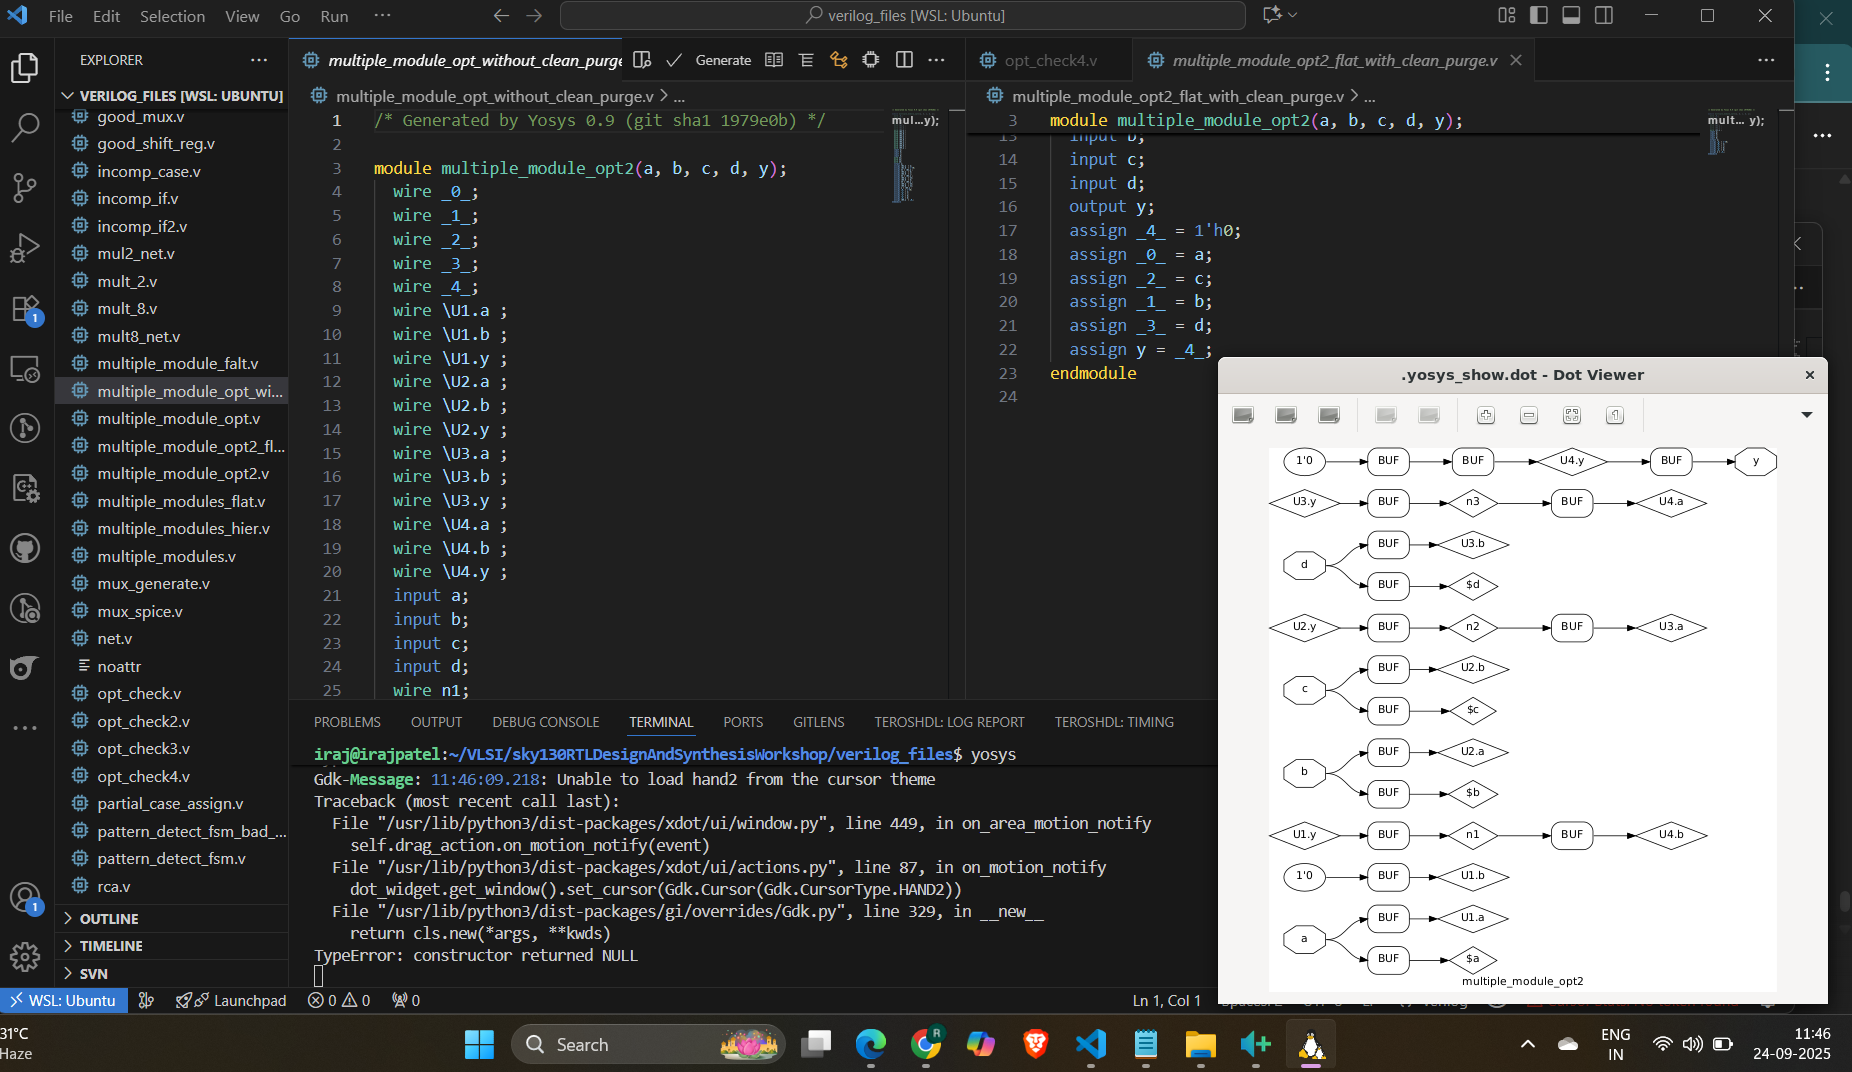 File Edit Selection View Go Run ···
verilog_files [WSL: Ubuntu]
EXPLORER
VERILOG_FILES [WSL: UBUNTU]
good_mux.v
good_shift_reg.v
incomp_case.v
incomp_if.v
incomp_if2.v
mul2_net.v
mult_2.v
mult_8.v
mult8_net.v
multiple_module_falt.v
multiple_module_opt_wi...
multiple_module_opt.v
multiple_module_opt2_fl...
multiple_module_opt2.v
multiple_modules_flat.v
multiple_modules_hier.v
multiple_modules.v
mux_generate.v
mux_spice.v
net.v
noattr
opt_check.v
opt_check2.v
opt_check3.v
opt_check4.v
partial_case_assign.v
pattern_detect_fsm_bad_...
pattern_detect_fsm.v
rca.v
OUTLINE
TIMELINE
SVN
1
1
multiple_module_opt_without_clean_purge
Generate
multiple_module_opt_without_clean_purge.v > ...
1 /* Generated by Yosys 0.9 (git sha1 1979e0b) */
2
3 module multiple_module_opt2(a, b, c, d, y);
4 wire _0_;
5 wire _1_;
6 wire _2_;
7 wire _3_;
8 wire _4_;
9 wire \U1.a ;
10 wire \U1.b ;
11 wire \U1.y ;
12 wire \U2.a ;
13 wire \U2.b ;
14 wire \U2.y ;
15 wire \U3.a ;
16 wire \U3.b ;
17 wire \U3.y ;
18 wire \U4.a ;
19 wire \U4.b ;
20 wire \U4.y ;
21 input a;
22 input b;
23 input c;
24 input d;
25 wire n1;
mul...y);
opt_check4.v
multiple_module_opt2_flat_with_clean_purge.v
multiple_module_opt2_flat_with_clean_purge.v > ...
3 module multiple_module_opt2(a, b, c, d, y);
13 input b;
14 input c;
15 input d;
16 output y;
17 assign _4_ = 1'h0;
18 assign _0_ = a;
19 assign _2_ = c;
20 assign _1_ = b;
21 assign _3_ = d;
22 assign y = _4_;
23 endmodule
24
mult... y);
PROBLEMS OUTPUT DEBUG CONSOLE TERMINAL PORTS GITLENS TEROSHDL: LOG REPORT TEROSHDL: TIMING
iraj@irajpatel:~/VLSI/sky130RTLDesignAndSynthesisWorkshop/verilog_files$ yosys
Gdk-Message: 11:46:09.218: Unable to load hand2 from the cursor theme
Traceback (most recent call last):
File "/usr/lib/python3/dist-packages/xdot/ui/window.py", line 449, in on_area_motion_notify
self.drag_action.on_motion_notify(event)
File "/usr/lib/python3/dist-packages/xdot/ui/actions.py", line 87, in on_motion_notify
dot_widget.get_window().set_cursor(Gdk.Cursor(Gdk.CursorType.HAND2))
File "/usr/lib/python3/dist-packages/gi/overrides/Gdk.py", line 329, in __new__
return cls.new(*args, **kwds)
TypeError: constructor returned NULL
.yosys_show.dot - Dot Viewer
1'0 BUF BUF U4.y BUF y
U3.y BUF n3 BUF U4.a
BUF U3.b
d
BUF $d
U2.y BUF n2 BUF U3.a
BUF U2.b
c
BUF $c
BUF U2.a
b
BUF $b
U1.y BUF n1 BUF U4.b
1'0 BUF U1.b
BUF U1.a
a
BUF $a
multiple_module_opt2
WSL: Ubuntu Launchpad 0 0 0
Ln 1, Col 1
31°C
Haze
Search
R
ENG
IN
11:46
24-09-2025